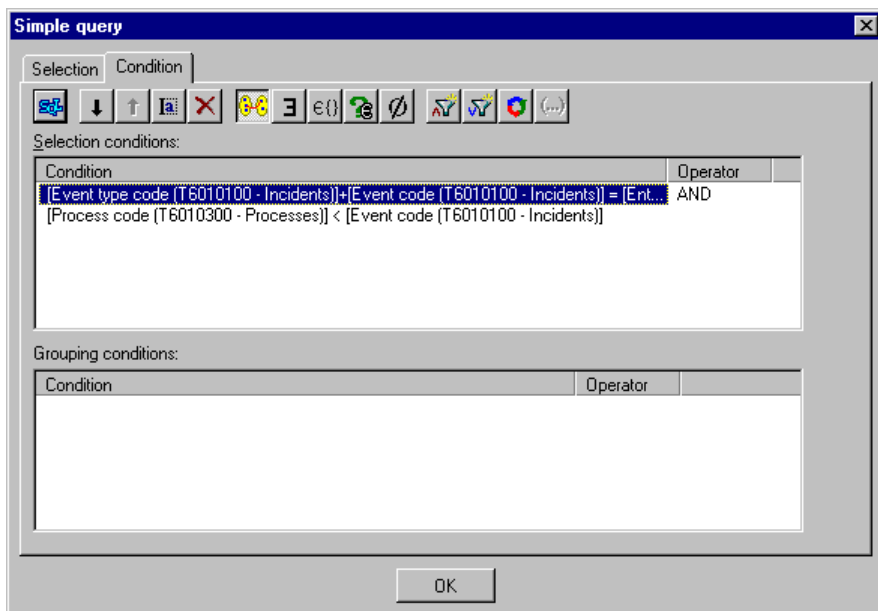 Simple query
Selection
Condition
SQL
a
∃
∈{}
?e
Ø
(...)
Selection conditions:
Condition Operator
[Event type code (T6010100 - Incidents)]+[Event code (T6010100 - Incidents)] = [Ent... AND
[Process code (T6010300 - Processes)] < [Event code (T6010100 - Incidents)]
Grouping conditions:
Condition Operator
OK